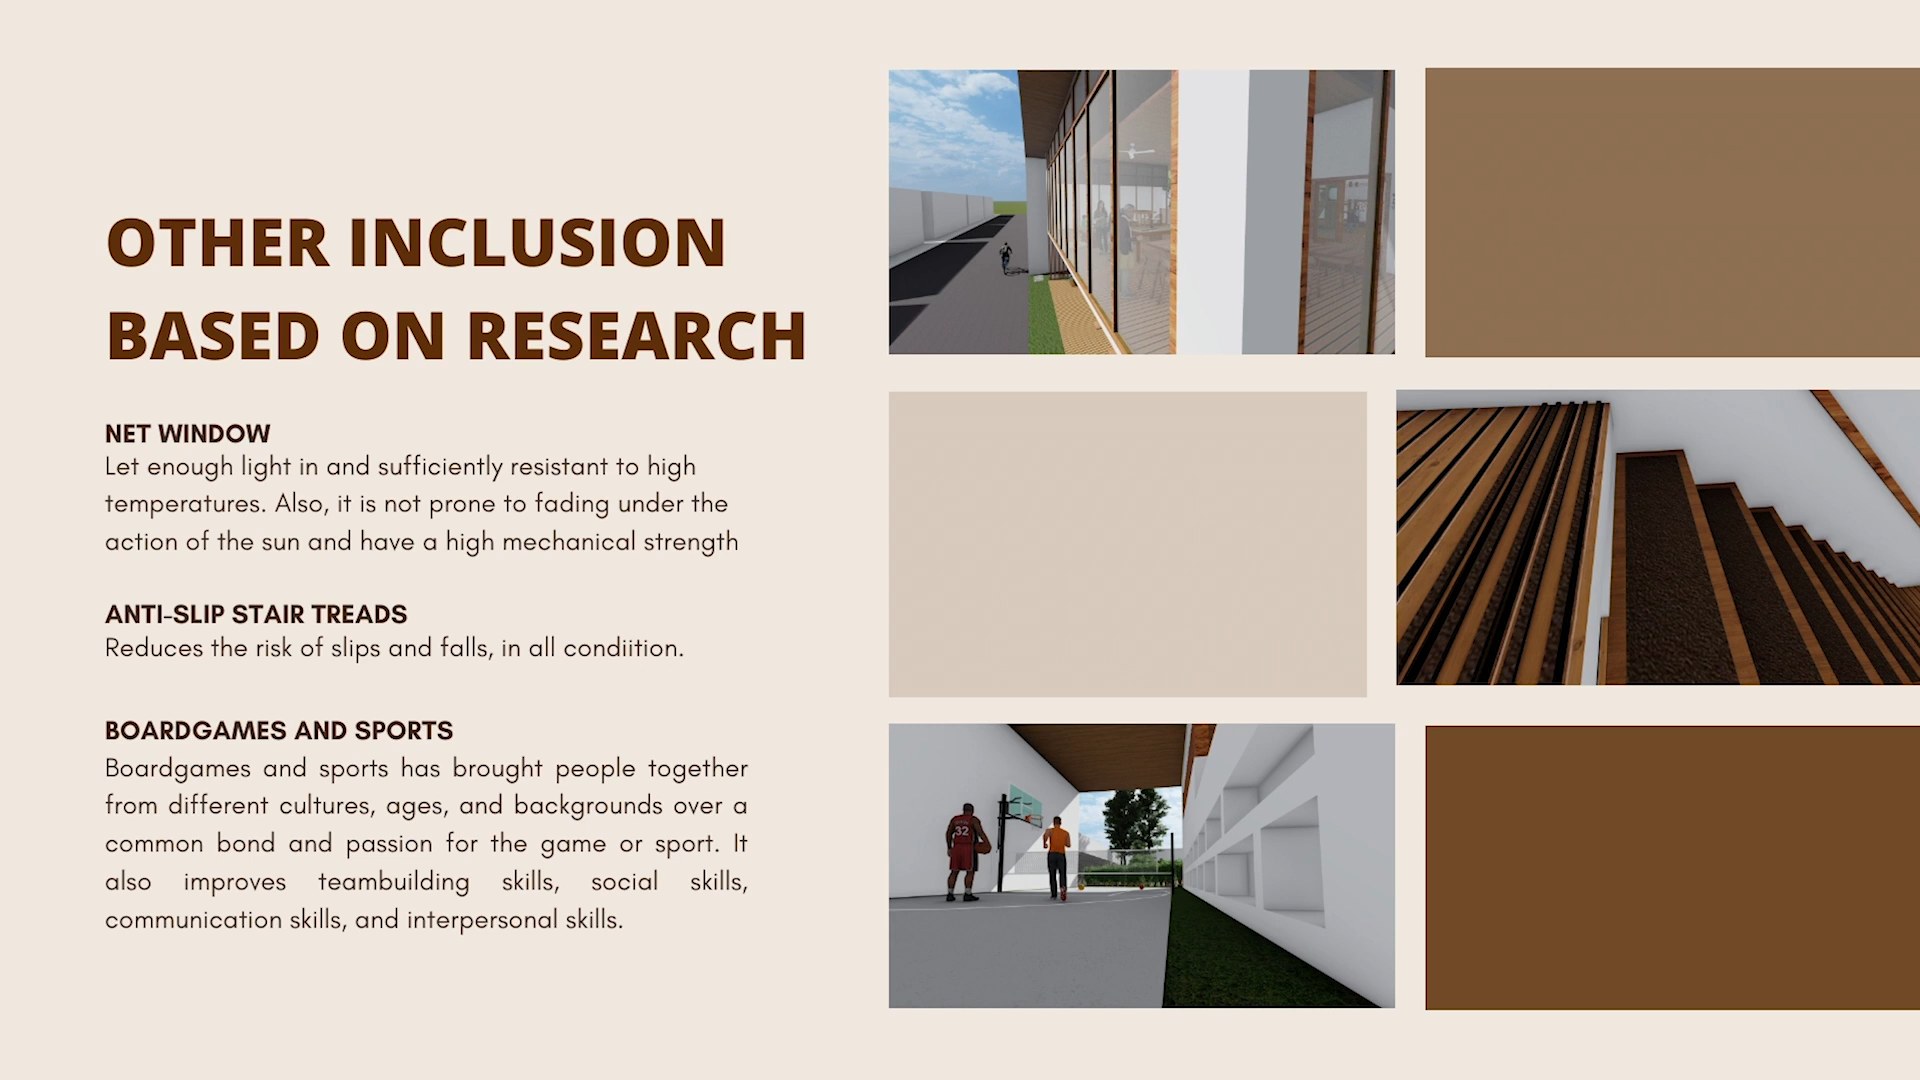 OTHER INCLUSION
BASED ON RESEARCH
NET WINDOW
Let enough light in and sufficiently resistant to high
temperatures. Also, it is not prone to fading under the
action of the sun and have a high mechanical strength
ANTI-SLIP STAIR TREADS
Reduces the risk of slips and falls, in all condiition.
BOARDGAMES AND SPORTS
Boardgames and sports has brought people together
from different cultures, ages, and backgrounds over a
common bond and passion for the game or sport. It
also improves teambuilding skills, social skills,
communication skills, and interpersonal skills.
32